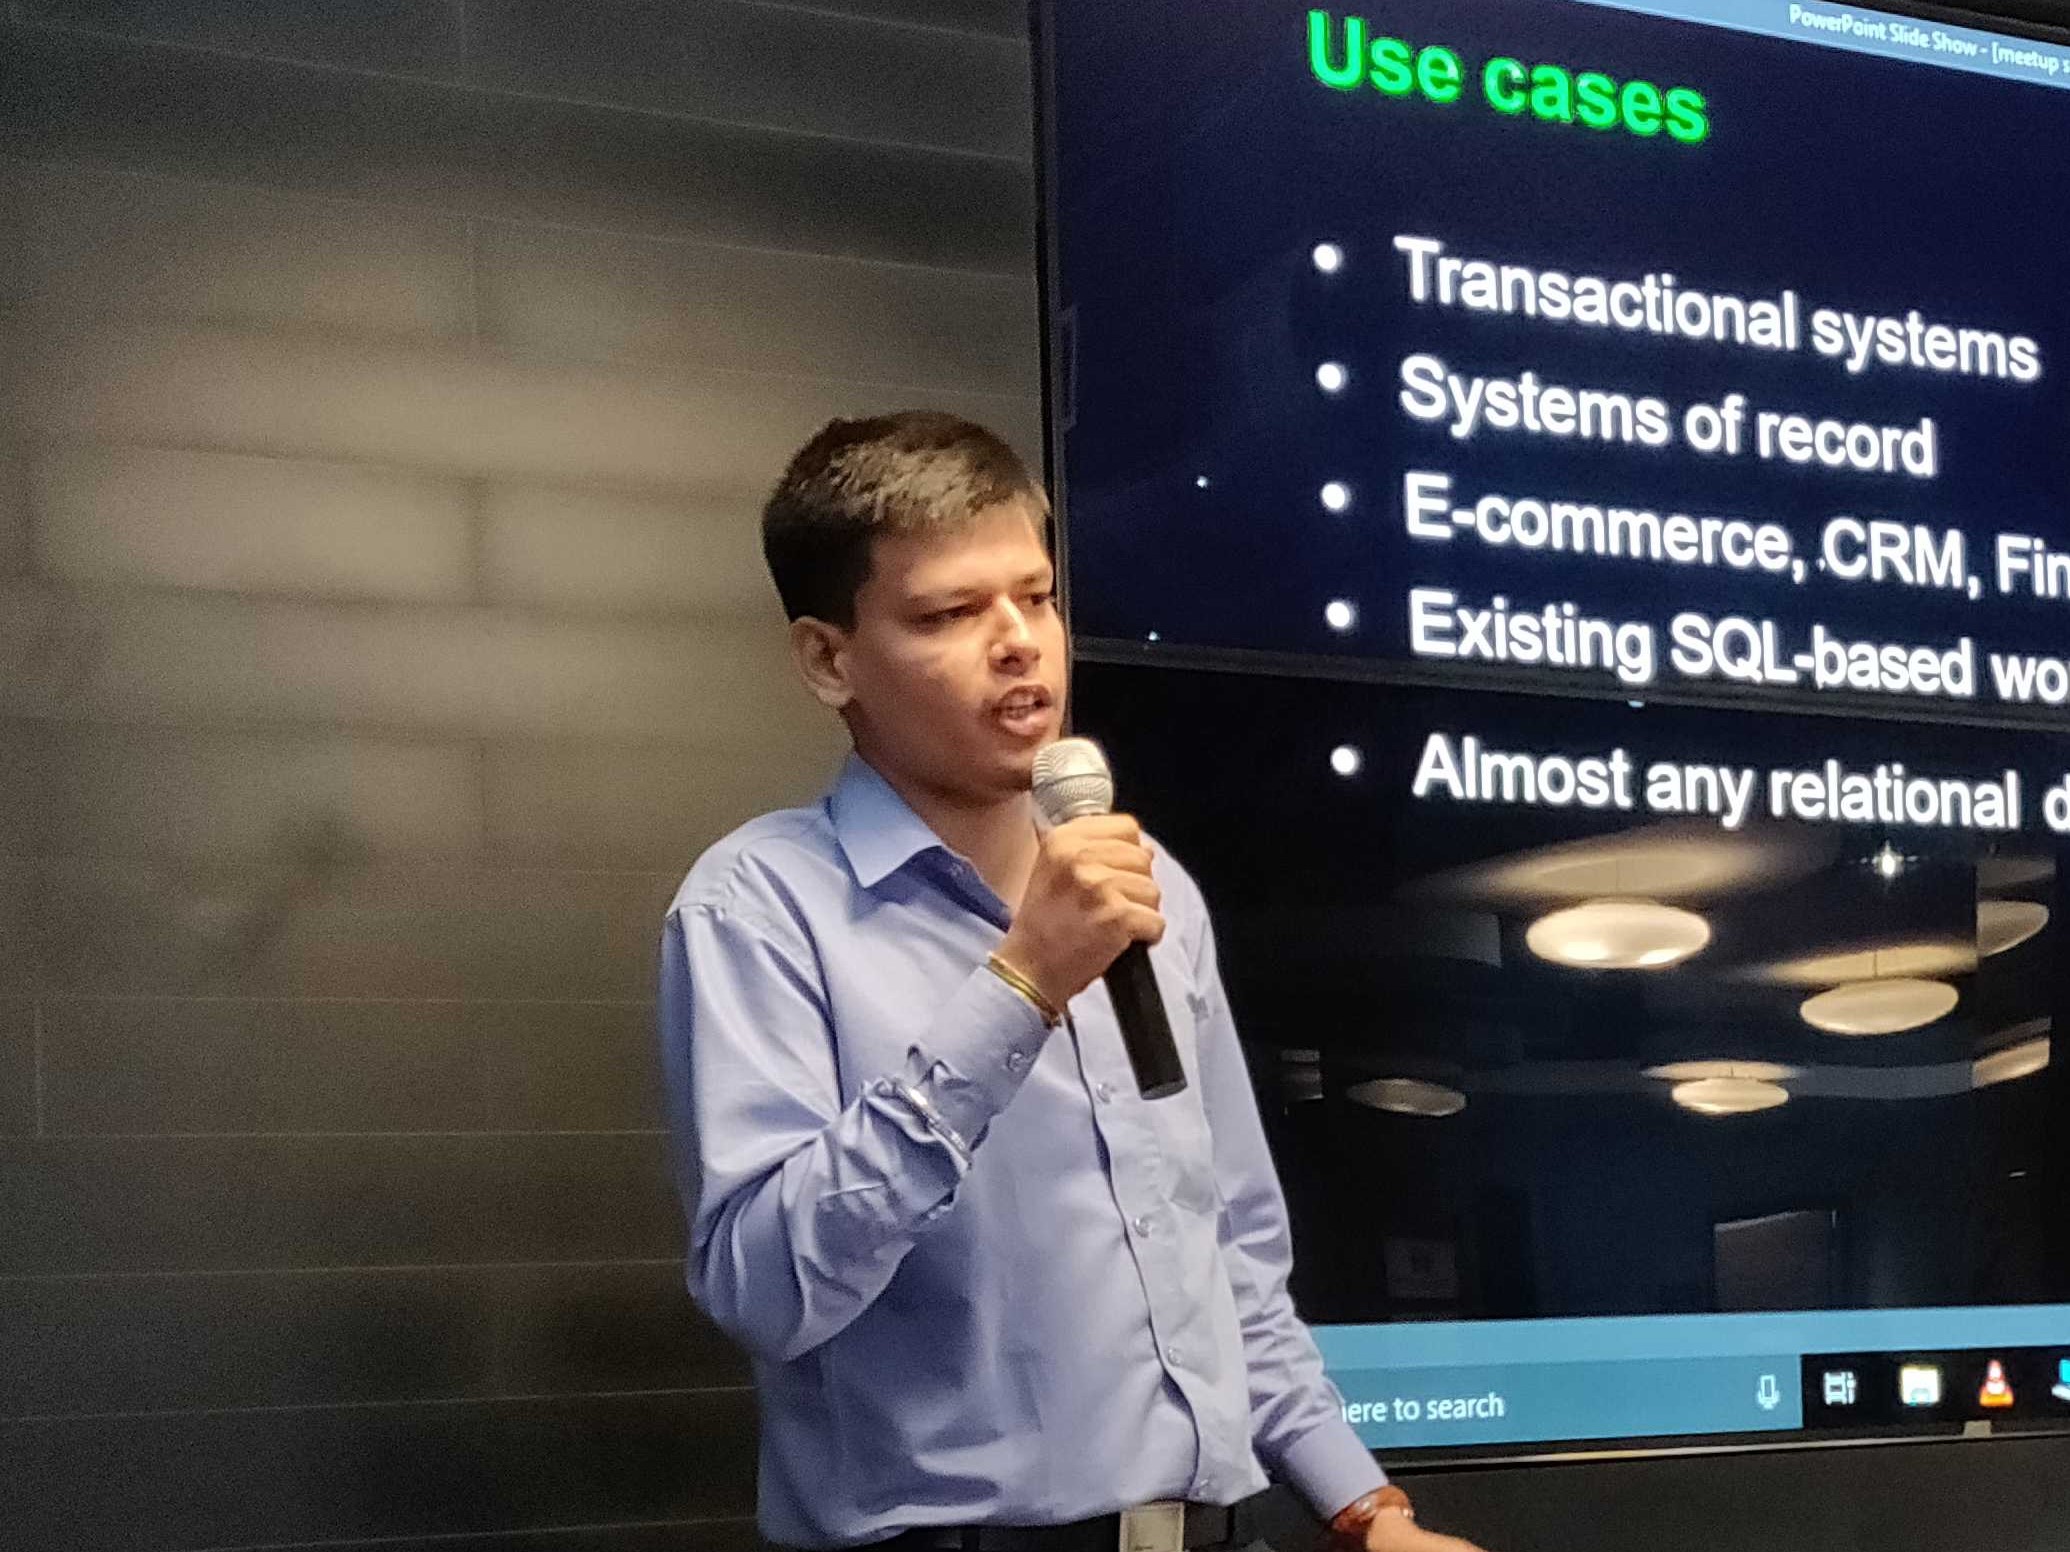 PowerPoint Slide Show - [meetup s
Use cases
• Transactional systems
• Systems of record
• E-commerce, CRM, Fin
• Existing SQL-based wo
• Almost any relational d
here to search